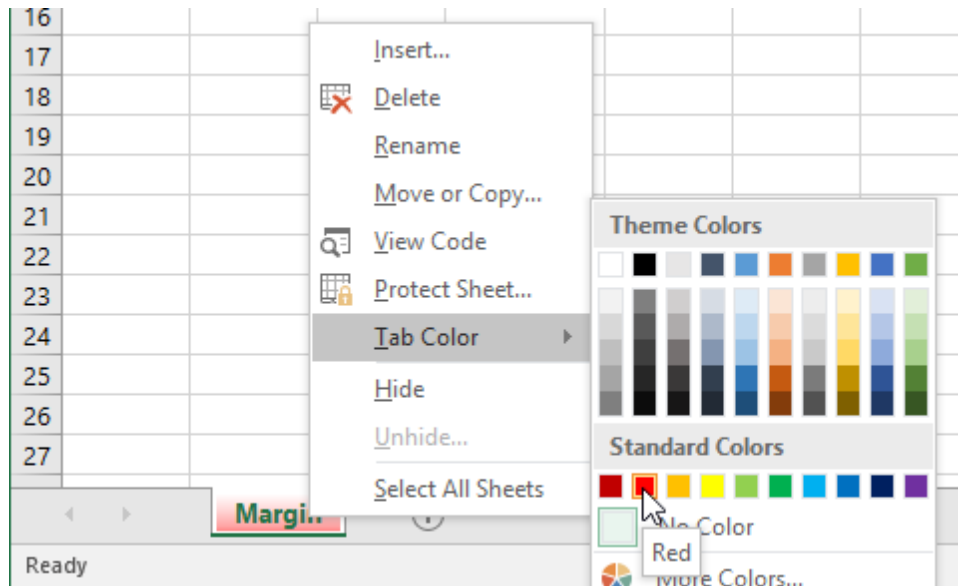 16
17
18
19
20
21
22
23
24
25
26
27
Insert...
Delete
Rename
Move or Copy...
View Code
Protect Sheet...
Tab Color
Hide
Unhide...
Select All Sheets
Theme Colors
Standard Colors
No Color
Red
More Colors...
Margin
Ready